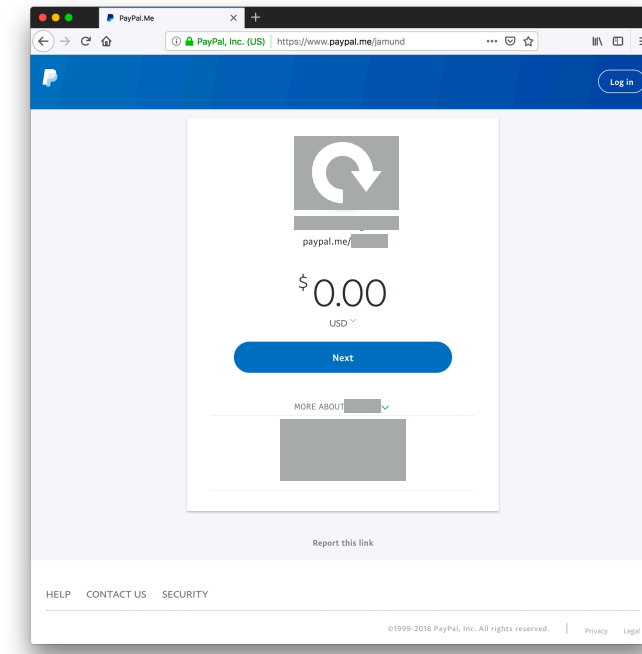 PayPal.Me
PayPal, Inc. (US) https://www.paypal.me/jamund
Log in
paypal.me/
$ 0.00
USD
Next
MORE ABOUT
Report this link
HELP CONTACT US SECURITY
©1999-2018 PayPal, Inc. All rights reserved. Privacy Legal